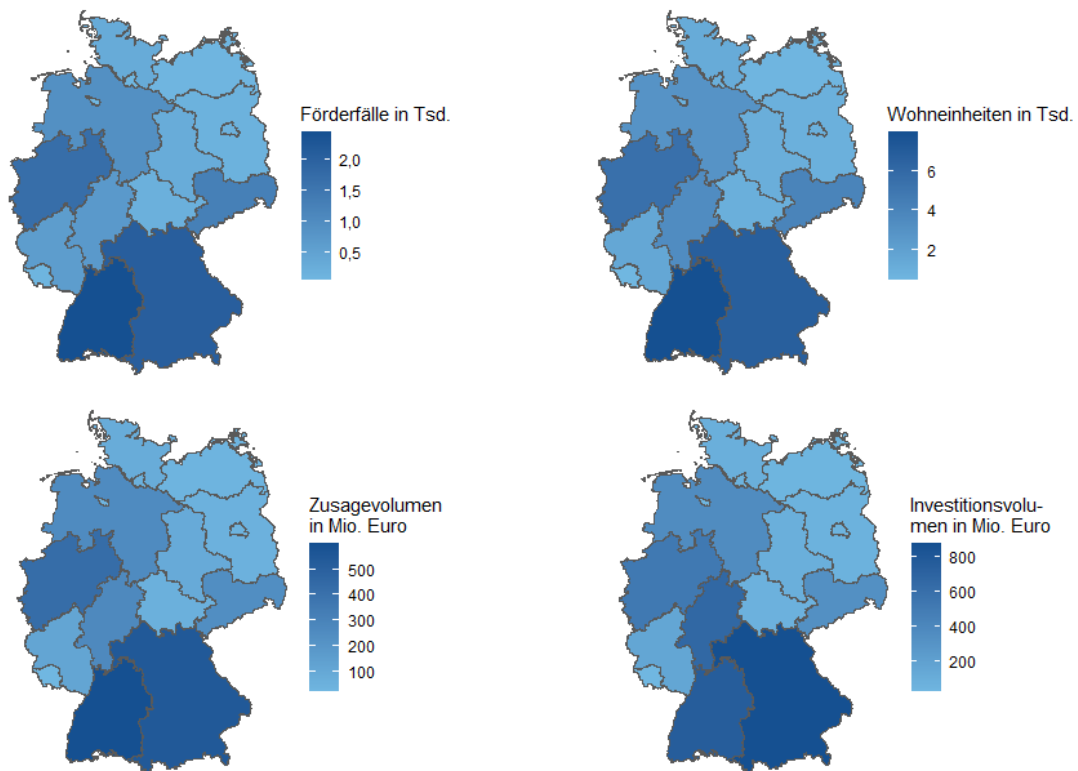 Förderfälle in Tsd.
2,0
1,5
1,0
0,5
Wohneinheiten in Tsd.
6
4
2
Zusagevolumen
in Mio. Euro
500
400
300
200
100
Investitionsvolu-
men in Mio. Euro
800
600
400
200